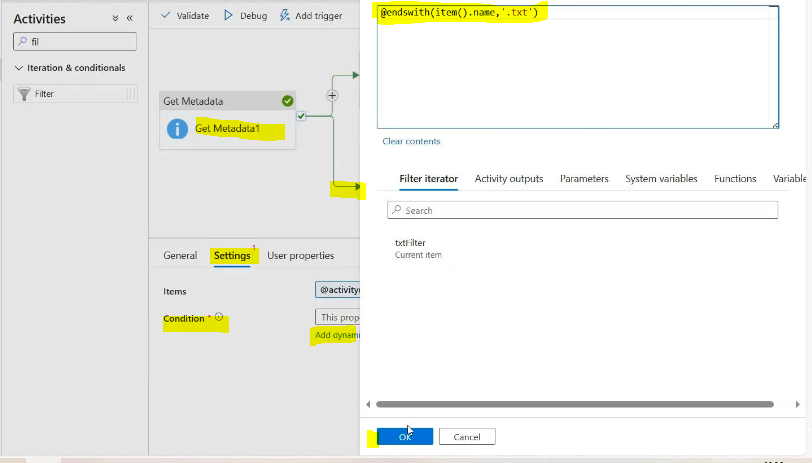 Activities
fil
Iteration & conditionals
Filter
Validate
Debug
Add trigger
Get Metadata
Get Metadata1
General
Settings
1
User properties
Items
@activity
Condition *
This prop
Add dynami
@endswith(item().name,'.txt')
Clear contents
Filter iterator
Activity outputs
Parameters
System variables
Functions
Variable
Search
txtFilter
Current item
OK
Cancel